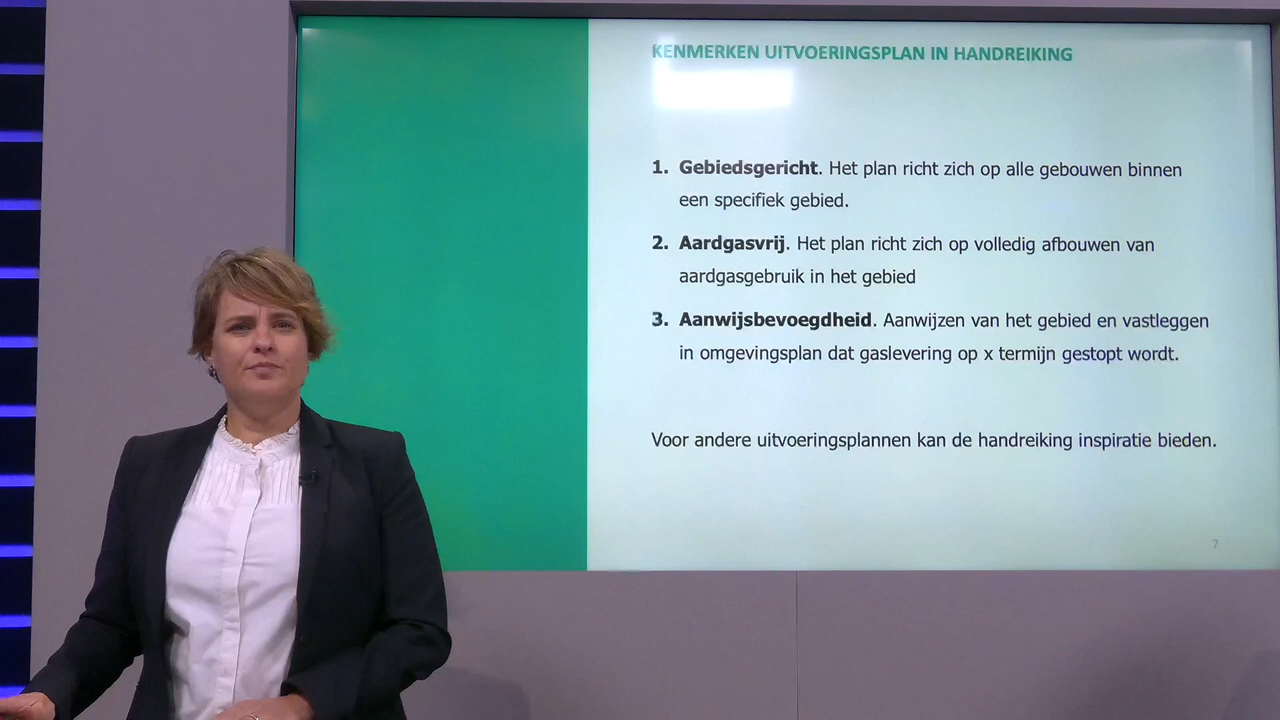 KENMERKEN UITVOERINGSPLAN IN HANDREIKING
1. Gebiedsgericht. Het plan richt zich op alle gebouwen binnen
een specifiek gebied.
2. Aardgasvrij. Het plan richt zich op volledig afbouwen van
aardgasgebruik in het gebied
3. Aanwijsbevoegdheid. Aanwijzen van het gebied en vastleggen
in omgevingsplan dat gaslevering op x termijn gestopt wordt.
Voor andere uitvoeringsplannen kan de handreiking inspiratie bieden.
7